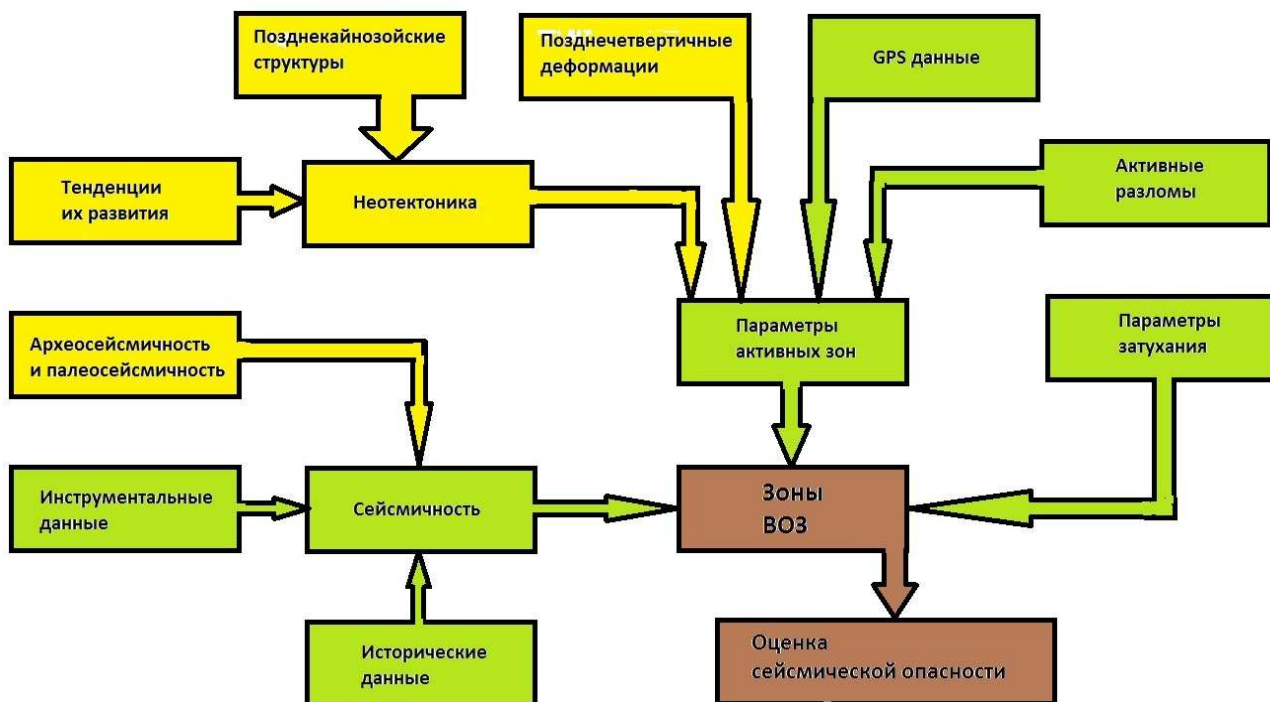 Позднекайнозойские
структуры
Позднечетвертичные
деформации
GPS данные
Тенденции
их развития
Неотектоника
Активные
разломы
Археосейсмичность
и палеосейсмичность
Параметры
активных зон
Параметры
затухания
Инструментальные
данные
Сейсмичность
Зоны
ВОЗ
Исторические
данные
Оценка
сейсмической опасности